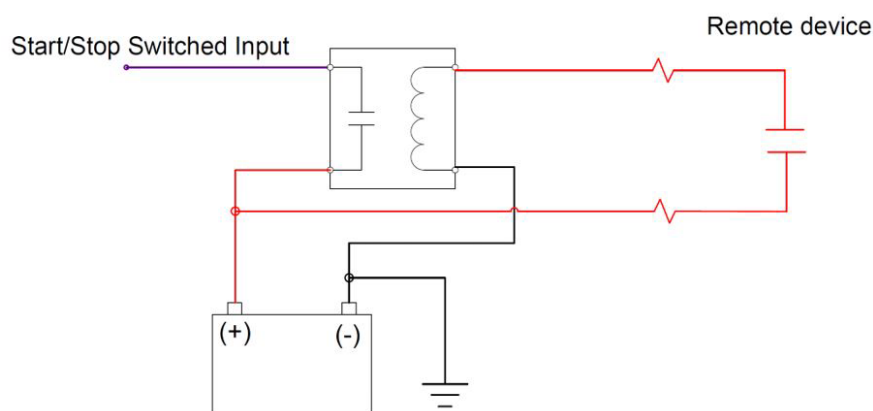 Remote device
Start/Stop Switched Input
(+)
(-)